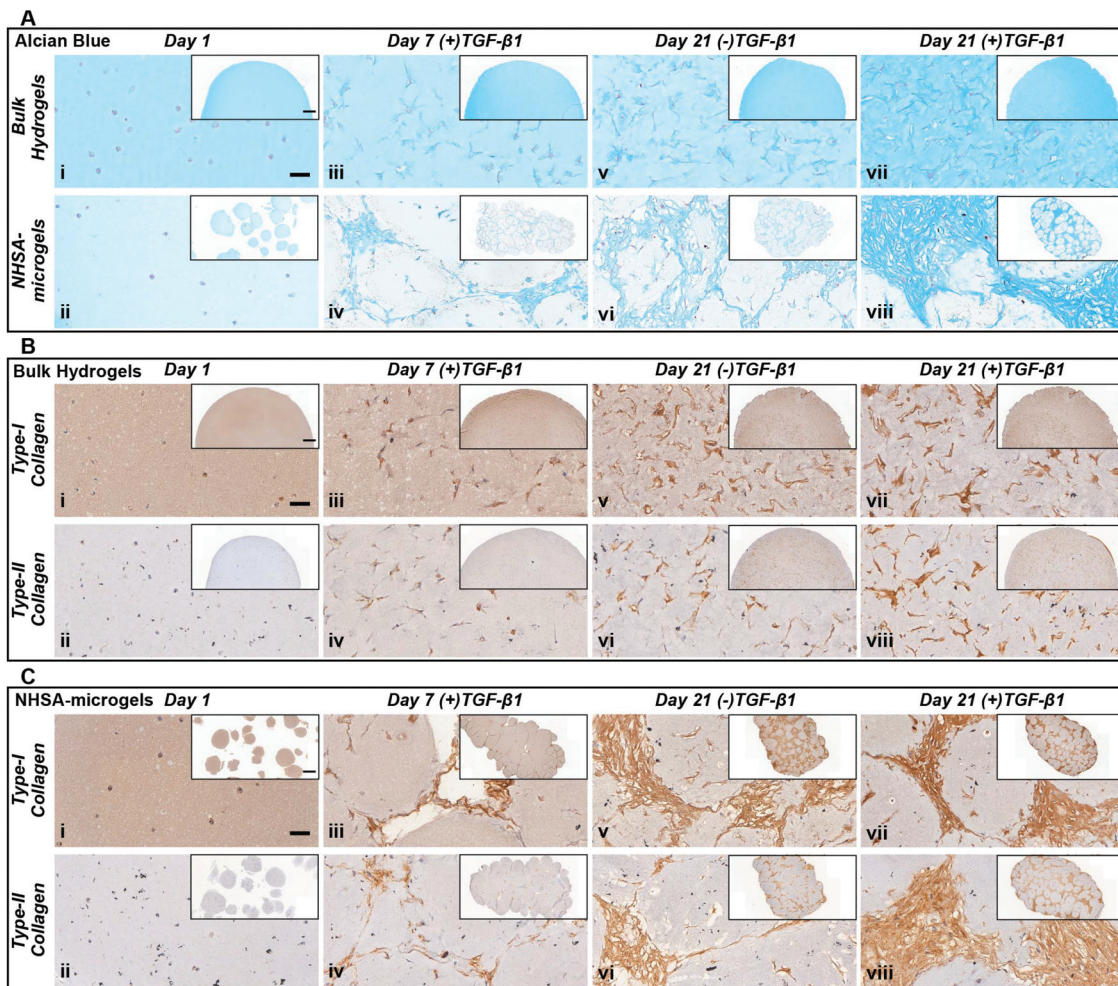 A
Alcian Blue Day 1 Day 7 (+)TGF-β1 Day 21 (-)TGF-β1 Day 21 (+)TGF-β1
Bulk
Hydrogels
i iii v vii
NHSA-
microgels
ii iv vi viii
B
Bulk Hydrogels Day 1 Day 7 (+)TGF-β1 Day 21 (-)TGF-β1 Day 21 (+)TGF-β1
Type-I
Collagen
i iii v vii
Type-II
Collagen
ii iv vi viii
C
NHSA-microgels Day 1 Day 7 (+)TGF-β1 Day 21 (-)TGF-β1 Day 21 (+)TGF-β1
Type-I
Collagen
i iii v vii
Type-II
Collagen
ii iv vi viii